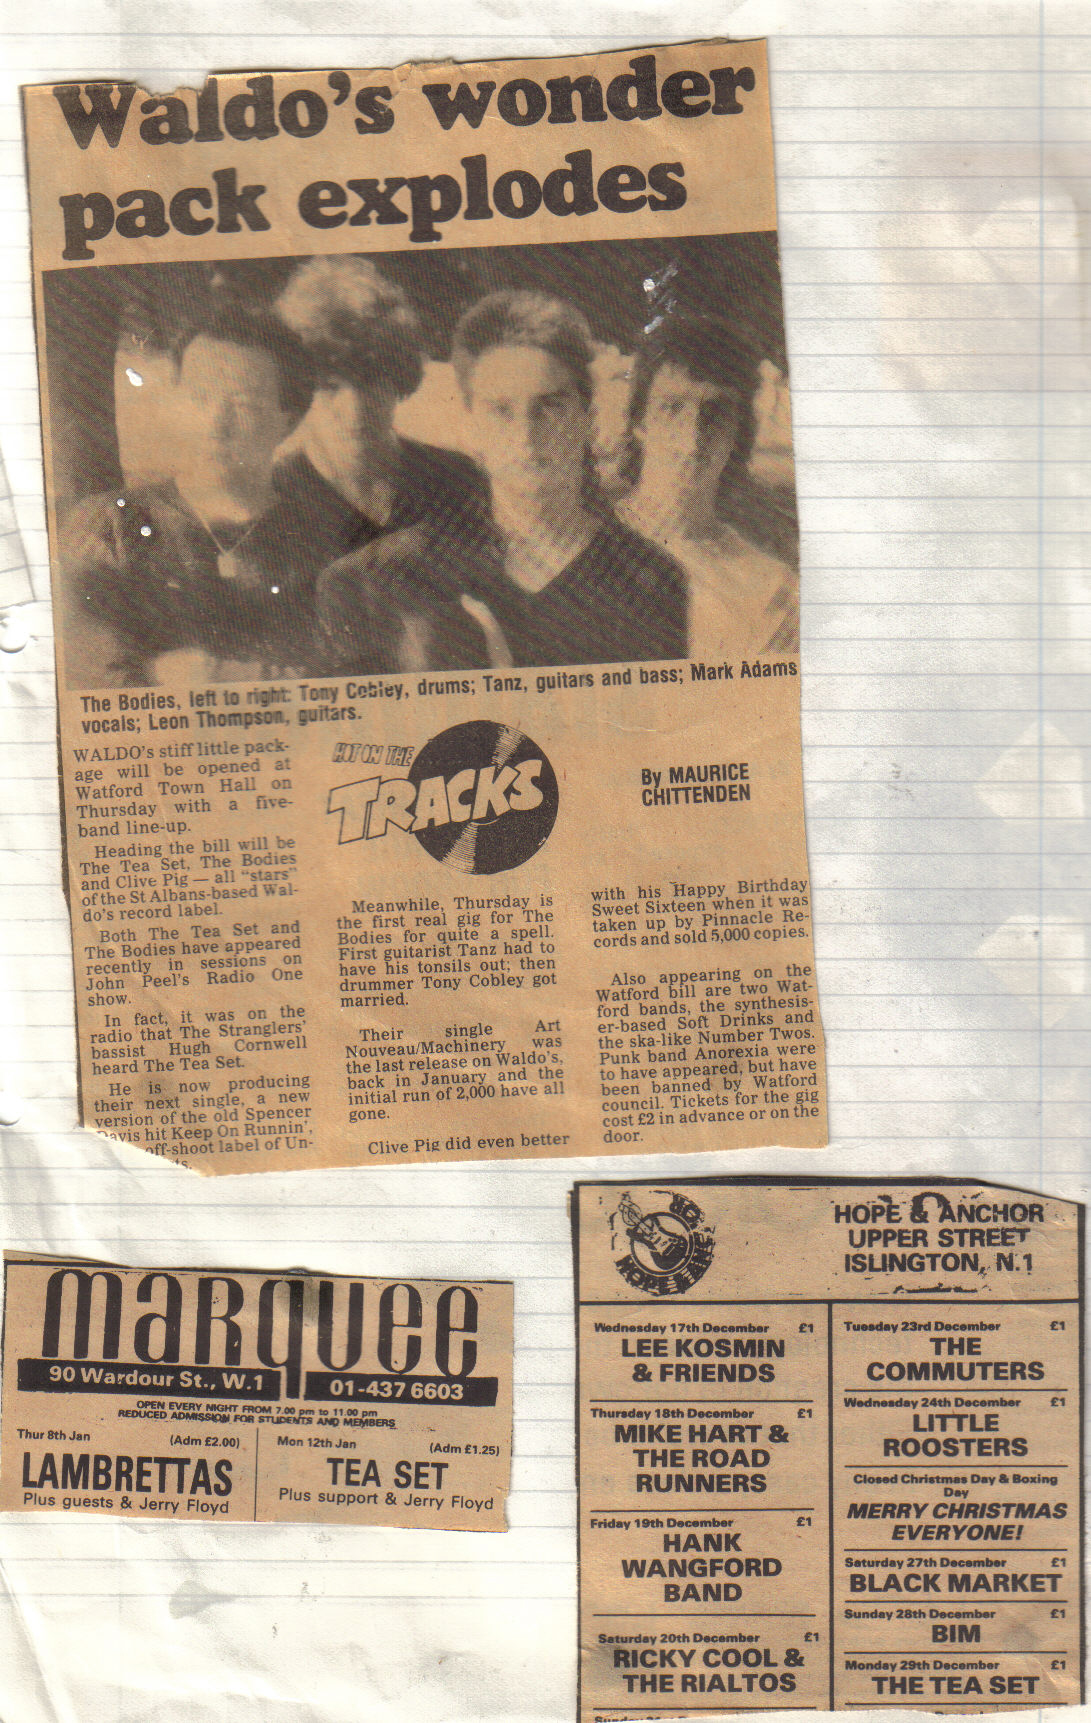 Waldo's wonder
pack explodes
The Bodies, left to right: Tony Cobley, drums; Tanz, guitars and bass; Mark Adams
vocals; Leon Thompson, guitars.
WALDO's stiff little pack-
age will be opened at
Watford Town Hall on
Thursday with a five-
band line-up.
Heading the bill will be
The Tea Set, The Bodies
and Clive Pig — all "stars"
of the St Albans-based Wal-
do's record label.
Both The Tea Set and
The Bodies have appeared
recently in sessions on
John Peel's Radio One
show.
In fact, it was on the
radio that The Stranglers'
bassist Hugh Cornwell
heard The Tea Set.
He is now producing
their next single, a new
version of the old Spencer
Davis hit Keep On Runnin',
off-shoot label of Un-
HOT ON THE
TRACKS
By MAURICE
CHITTENDEN
Meanwhile, Thursday is
the first real gig for The
Bodies for quite a spell.
First guitarist Tanz had to
have his tonsils out; then
drummer Tony Cobley got
married.
Their single Art
Nouveau/Machinery was
the last release on Waldo's,
back in January and the
initial run of 2,000 have all
gone.
Clive Pig did even better
with his Happy Birthday
Sweet Sixteen when it was
taken up by Pinnacle Re-
cords and sold 5,000 copies.
Also appearing on the
Watford bill are two Wat-
ford bands, the synthesis-
er-based Soft Drinks and
the ska-like Number Twos.
Punk band Anorexia were
to have appeared, but have
been banned by Watford
council. Tickets for the gig
cost £2 in advance or on the
door.
marquee
90 Wardour St., W.1 01-437 6603
OPEN EVERY NIGHT FROM 7.00 pm to 11.00 pm
REDUCED ADMISSION FOR STUDENTS AND MEMBERS
Thur 8th Jan (Adm £2.00)
LAMBRETTAS
Plus guests & Jerry Floyd
Mon 12th Jan (Adm £1.25)
TEA SET
Plus support & Jerry Floyd
HOPE & ANCHOR
UPPER STREET
ISLINGTON, N.1
Wednesday 17th December £1
LEE KOSMIN
& FRIENDS
Thursday 18th December £1
MIKE HART &
THE ROAD
RUNNERS
Friday 19th December £1
HANK
WANGFORD
BAND
Saturday 20th December £1
RICKY COOL &
THE RIALTOS
Tuesday 23rd December £1
THE
COMMUTERS
Wednesday 24th December £1
LITTLE
ROOSTERS
Closed Christmas Day & Boxing
Day
MERRY CHRISTMAS
EVERYONE!
Saturday 27th December £1
BLACK MARKET
Sunday 28th December £1
BIM
Monday 29th December £1
THE TEA SET